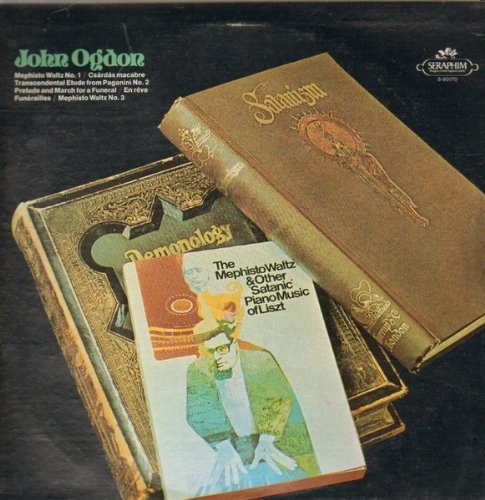 John Ogdon
Mephisto Waltz No. 1 / Csárdás macabre
Transcendental Etude from Paganini No. 2
Prelude and March for a Funeral / En rêve
Funérailles / Mephisto Waltz No. 3
SERAPHIM
S-60170
Satanism
Demonology
The
Mephisto Waltz
& Other
'Satanic'
Piano Music
of Liszt
London